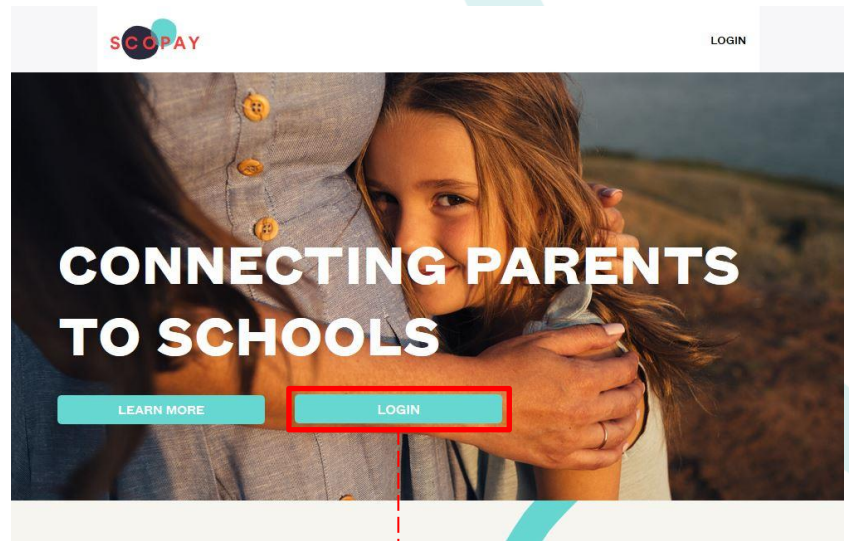 SCOPAY
LOGIN
CONNECTING PARENTS
TO SCHOOLS
LEARN MORE
LOGIN